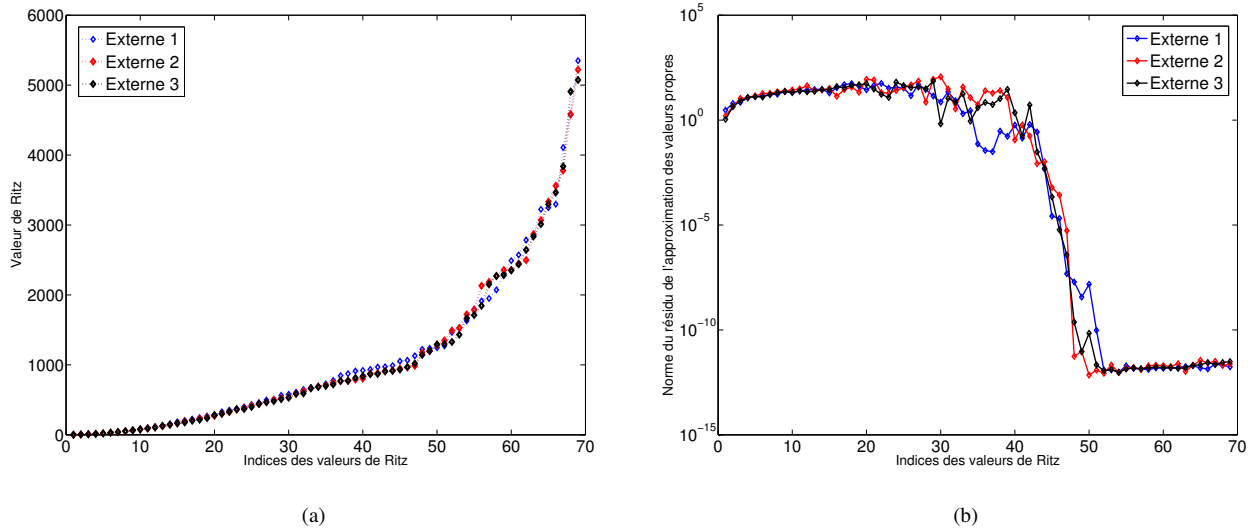 6000
5000
4000
3000
2000
1000
0
0 10 20 30 40 50 60 70
Valeur de Ritz
Indices des valeurs de Ritz
Externe 1
Externe 2
Externe 3
(a)
10^5
10^0
10^−5
10^−10
10^−15
0 10 20 30 40 50 60 70
Norme du résidu de l'approximation des valeurs propres
Indices des valeurs de Ritz
Externe 1
Externe 2
Externe 3
(b)